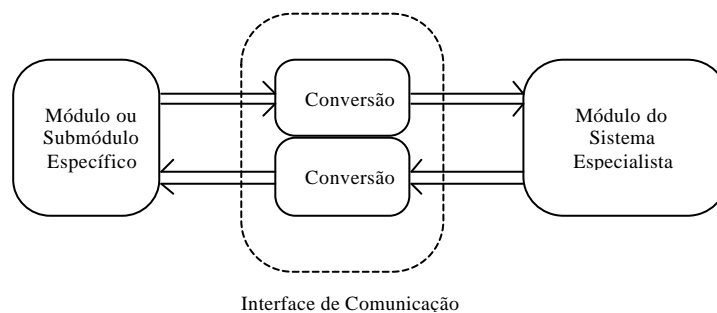 Módulo ou
Submódulo
Específico
Conversão
Conversão
Módulo do
Sistema
Especialista
Interface de Comunicação